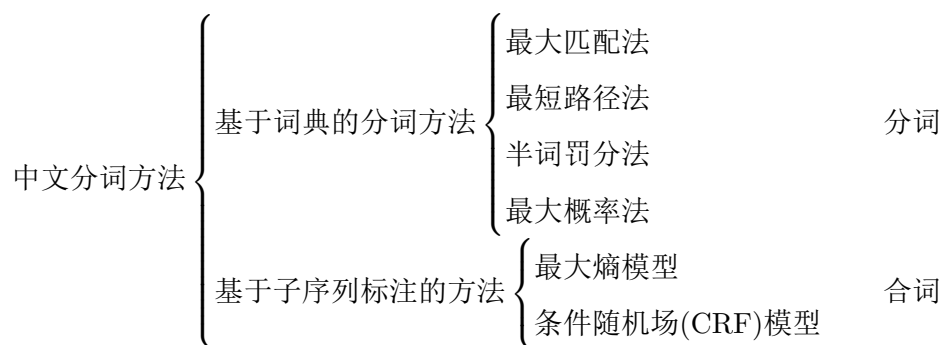 中文分词方法
基于词典的分词方法
最大匹配法
最短路径法
半词罚分法
最大概率法
分词
基于子序列标注的方法
最大熵模型
条件随机场(CRF)模型
合词